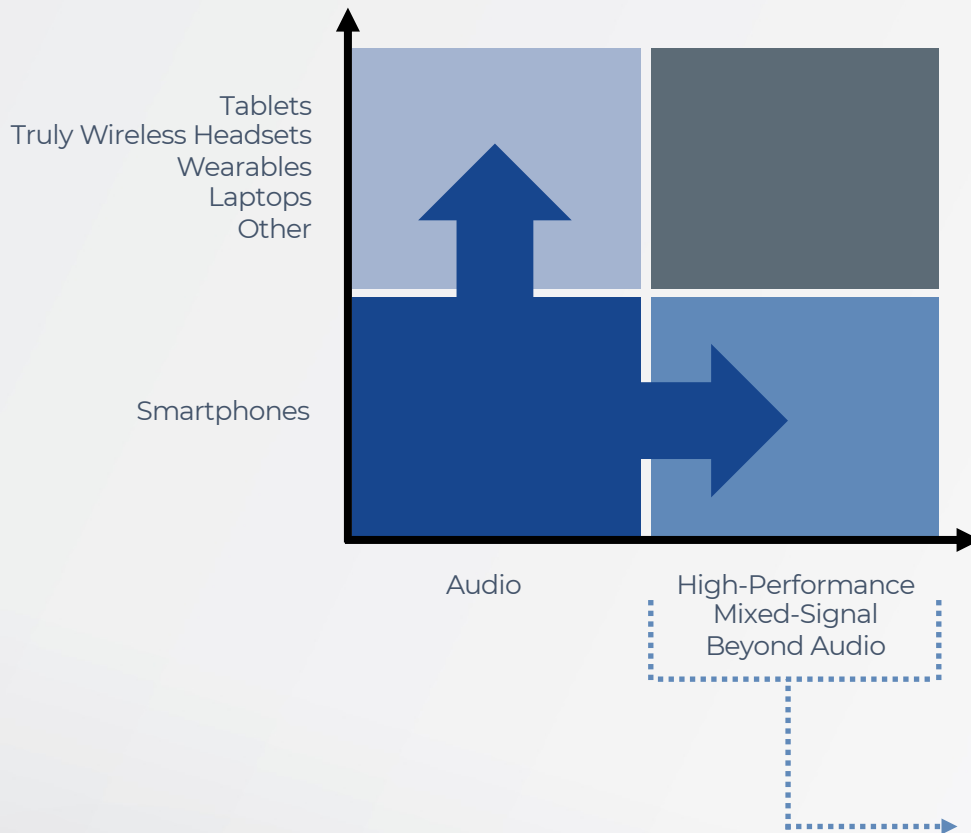 Tablets
Truly Wireless Headsets
Wearables
Laptops
Other
Smartphones
Audio
High-Performance
Mixed-Signal
Beyond Audio